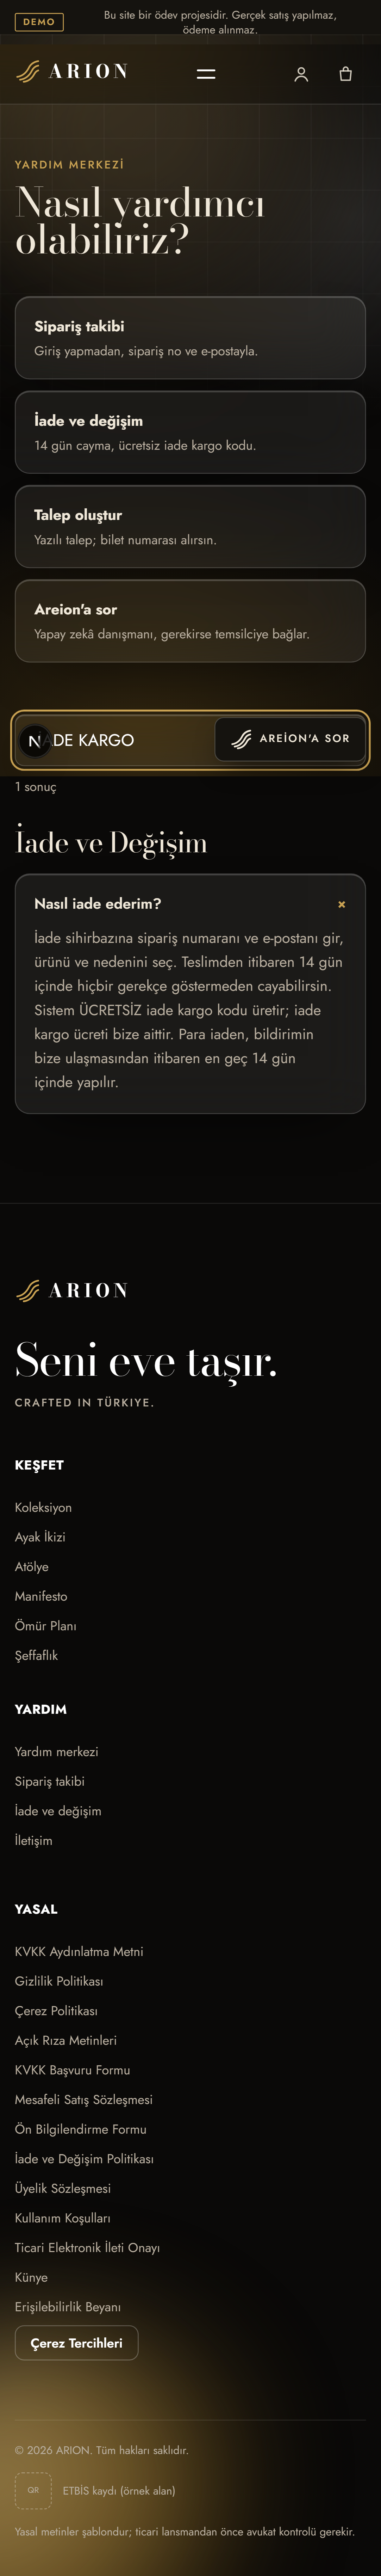 DEMO
Bu site bir ödev projesidir. Gerçek satış yapılmaz,
ödeme alınmaz.
ARION
YARDIM MERKEZİ
Nasıl yardımcı
olabiliriz?
Sipariş takibi
Giriş yapmadan, sipariş no ve e-postayla.
İade ve değişim
14 gün cayma, ücretsiz iade kargo kodu.
Talep oluştur
Yazılı talep; bilet numarası alırsın.
Areion'a sor
Yapay zekâ danışmanı, gerekirse temsilciye bağlar.
N
ADE KARGO
AREİON'A SOR
1 sonuç
İade ve Değişim
Nasıl iade ederim?
İade sihirbazına sipariş numaranı ve e-postanı gir,
ürünü ve nedenini seç. Teslimden itibaren 14 gün
içinde hiçbir gerekçe göstermeden cayabilirsin.
Sistem ÜCRETSİZ iade kargo kodu üretir; iade
kargo ücreti bize aittir. Para iaden, bildirimin
bize ulaşmasından itibaren en geç 14 gün
içinde yapılır.
ARION
Seni eve taşır.
CRAFTED IN TÜRKIYE.
KEŞFET
Koleksiyon
Ayak İkizi
Atölye
Manifesto
Ömür Planı
Şeffaflık
YARDIM
Yardım merkezi
Sipariş takibi
İade ve değişim
İletişim
YASAL
KVKK Aydınlatma Metni
Gizlilik Politikası
Çerez Politikası
Açık Rıza Metinleri
KVKK Başvuru Formu
Mesafeli Satış Sözleşmesi
Ön Bilgilendirme Formu
İade ve Değişim Politikası
Üyelik Sözleşmesi
Kullanım Koşulları
Ticari Elektronik İleti Onayı
Künye
Erişilebilirlik Beyanı
Çerez Tercihleri
© 2026 ARION. Tüm hakları saklıdır.
QR
ETBİS kaydı (örnek alan)
Yasal metinler şablondur; ticari lansmandan önce avukat kontrolü gerekir.